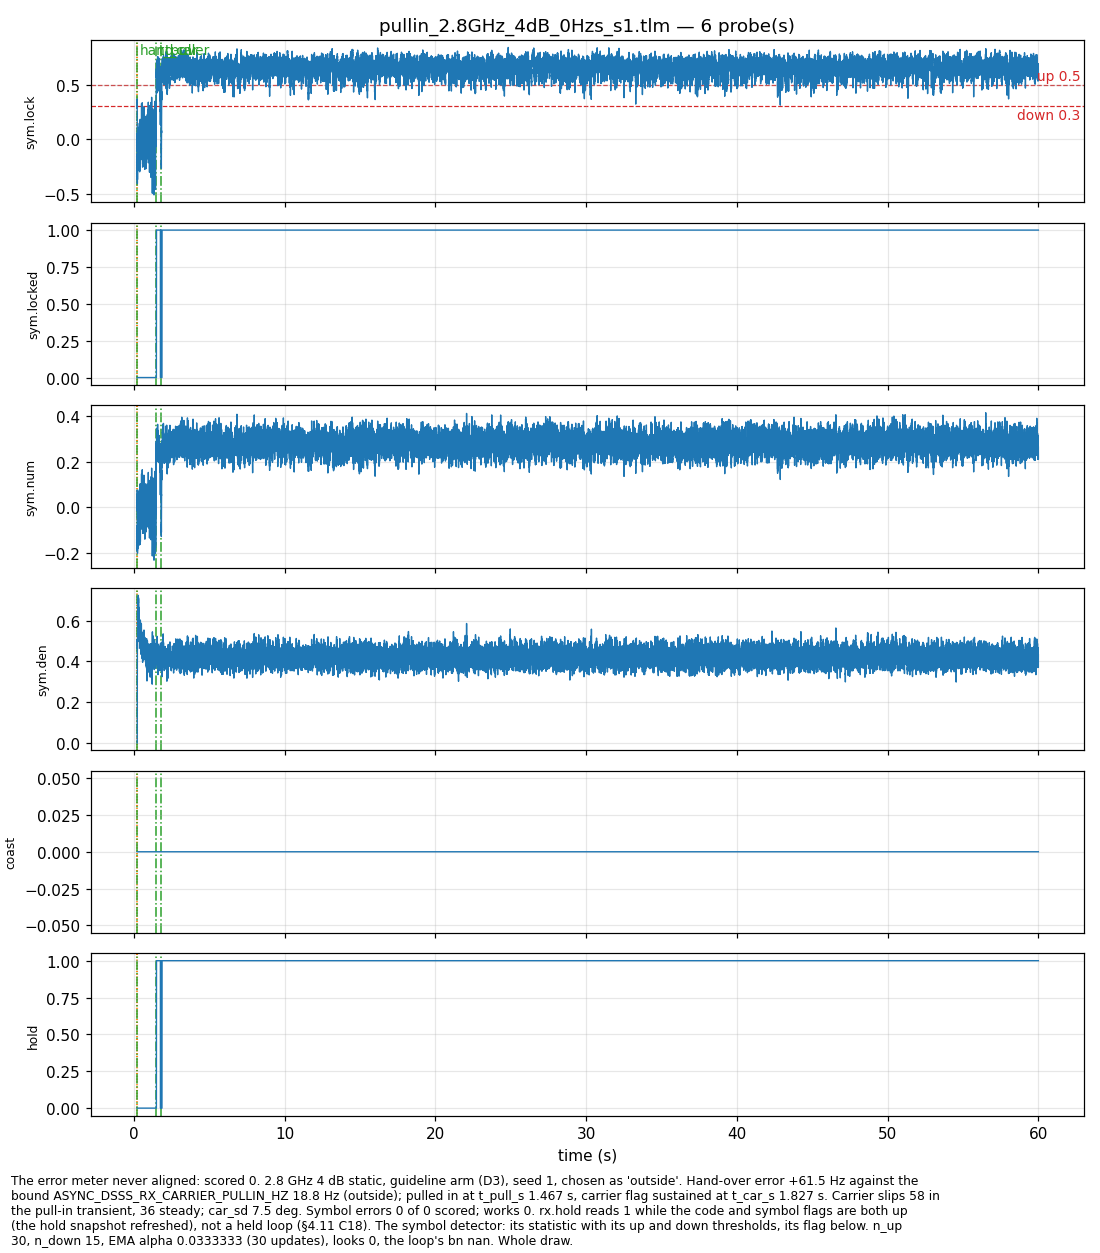 pullin_2.8GHz_4dB_0Hzs_s1.tlm — 6 probe(s)
up 0.5
down 0.3
0.5
0.0
−0.5
sym.lock
1.00
0.75
0.50
0.25
0.00
sym.locked
0.4
0.2
0.0
−0.2
sym.num
0.6
0.4
0.2
0.0
sym.den
0.050
0.025
0.000
−0.025
−0.050
coast
1.00
0.75
0.50
0.25
0.00
hold
0 10 20 30 40 50 60
time (s)
The error meter never aligned: scored 0. 2.8 GHz 4 dB static, guideline arm (D3), seed 1, chosen as 'outside'. Hand-over error +61.5 Hz against the
bound ASYNC_DSSS_RX_CARRIER_PULLIN_HZ 18.8 Hz (outside); pulled in at t_pull_s 1.467 s, carrier flag sustained at t_car_s 1.827 s. Carrier slips 58 in
the pull-in transient, 36 steady; car_sd 7.5 deg. Symbol errors 0 of 0 scored; works 0. rx.hold reads 1 while the code and symbol flags are both up
(the hold snapshot refreshed), not a held loop (§4.11 C18). The symbol detector: its statistic with its up and down thresholds, its flag below. n_up
30, n_down 15, EMA alpha 0.0333333 (30 updates), looks 0, the loop's bn nan. Whole draw.